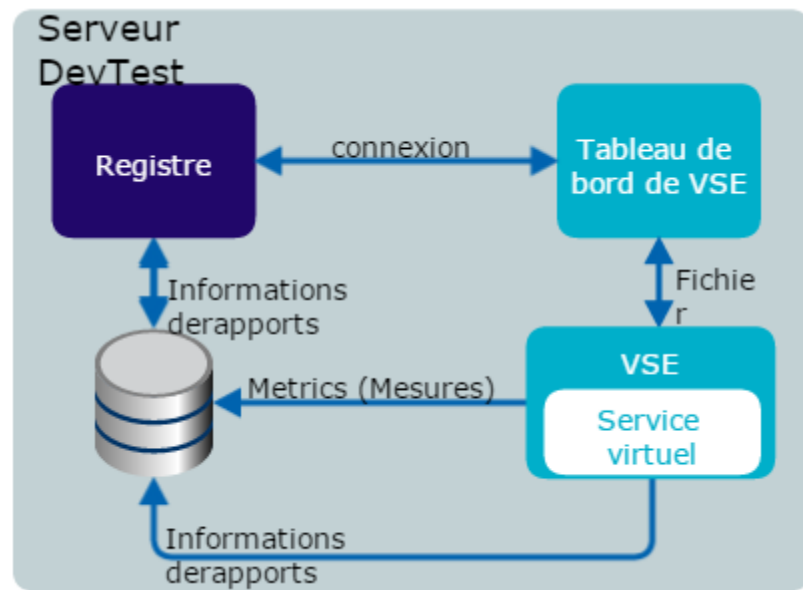 Serveur
DevTest
Registre
connexion
Tableau de
bord de VSE
Informations
derapports
Fichie
r
Metrics (Mesures)
VSE
Service
virtuel
Informations
derapports